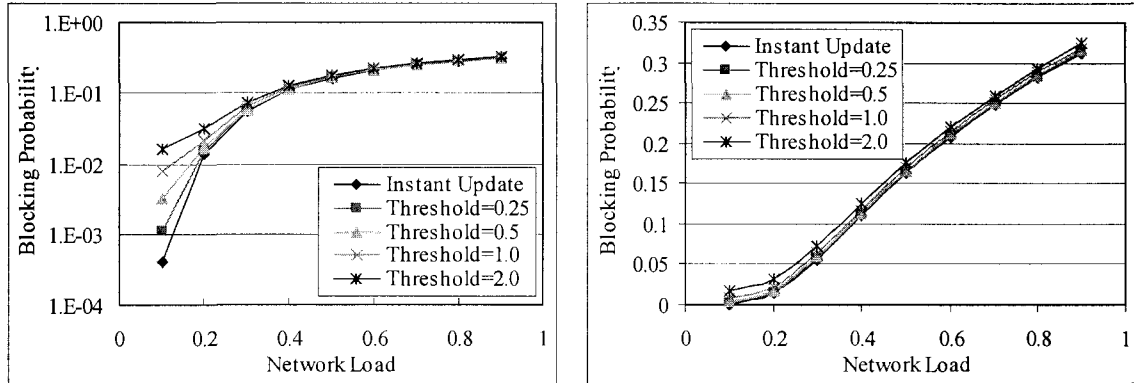 1.E+00
1.E-01
1.E-02
1.E-03
1.E-04
Blocking Probability
Instant Update
Threshold=0.25
Threshold=0.5
Threshold=1.0
Threshold=2.0
0 0.2 0.4 0.6 0.8 1
Network Load
0.35
0.3
0.25
0.2
0.15
0.1
0.05
0
Blocking Probability
Instant Update
Threshold=0.25
Threshold=0.5
Threshold=1.0
Threshold=2.0
0 0.2 0.4 0.6 0.8 1
Network Load